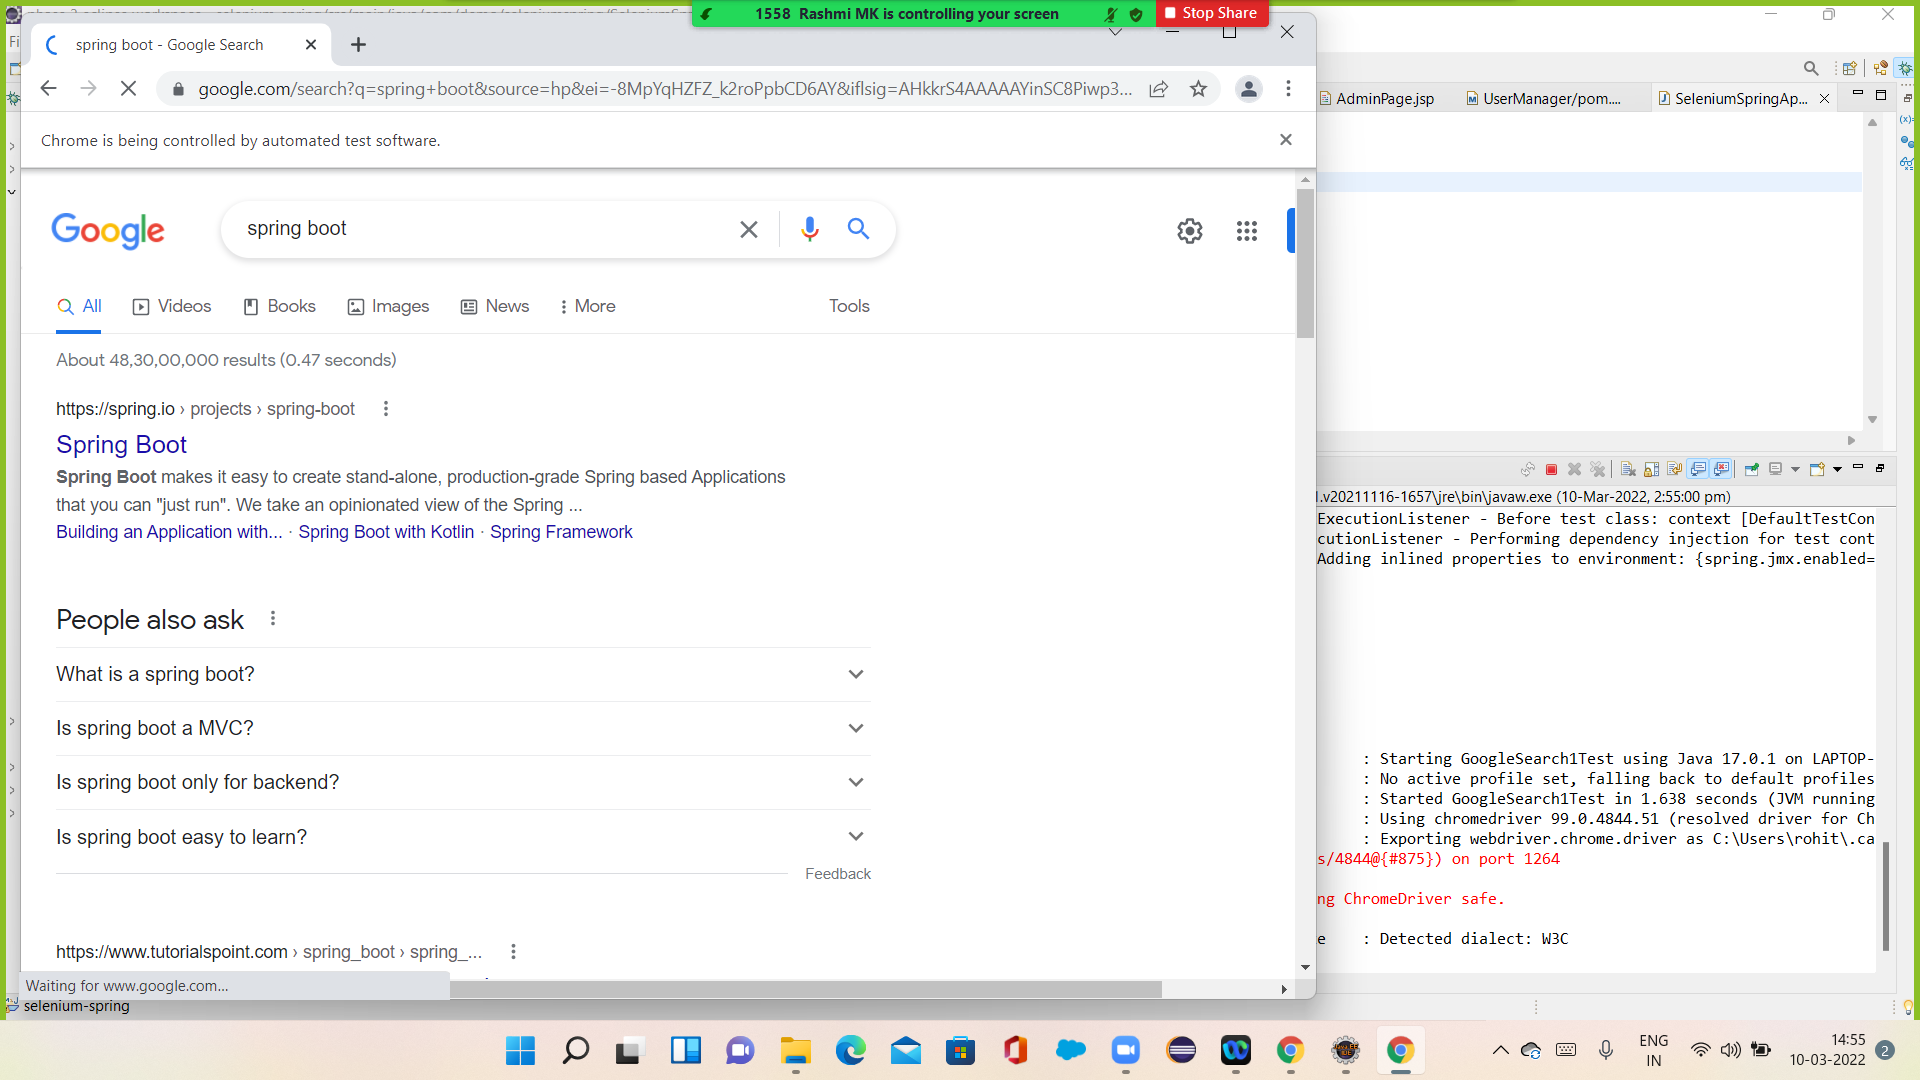 1558 Rashmi MK is controlling your screen
Stop Share
spring boot - Google Search
google.com/search?q=spring+boot&source=hp&ei=-8MpYqHZFZ_k2roPpbCD6AY&iflsig=AHkkrS4AAAAAYinSC8Piwp3...
Chrome is being controlled by automated test software.
AdminPage.jsp
UserManager/pom....
SeleniumSpringAp...
Google
spring boot
All
Videos
Books
Images
News
More
Tools
About 48,30,00,000 results (0.47 seconds)
https://spring.io › projects › spring-boot
Spring Boot
Spring Boot makes it easy to create stand-alone, production-grade Spring based Applications
that you can "just run". We take an opinionated view of the Spring ...
Building an Application with... · Spring Boot with Kotlin · Spring Framework
People also ask
What is a spring boot?
Is spring boot a MVC?
Is spring boot only for backend?
Is spring boot easy to learn?
Feedback
https://www.tutorialspoint.com › spring_boot › spring_...
Waiting for www.google.com...
selenium-spring
.v20211116-1657\jre\bin\javaw.exe (10-Mar-2022, 2:55:00 pm)
ExecutionListener - Before test class: context [DefaultTestCon
cutionListener - Performing dependency injection for test cont
Adding inlined properties to environment: {spring.jmx.enabled=
: Starting GoogleSearch1Test using Java 17.0.1 on LAPTOP-
: No active profile set, falling back to default profiles
: Started GoogleSearch1Test in 1.638 seconds (JVM running
: Using chromedriver 99.0.4844.51 (resolved driver for Ch
: Exporting webdriver.chrome.driver as C:\Users\rohit\.ca
s/4844@{#875}) on port 1264
ng ChromeDriver safe.
e : Detected dialect: W3C
ENG
IN
14:55
10-03-2022
2